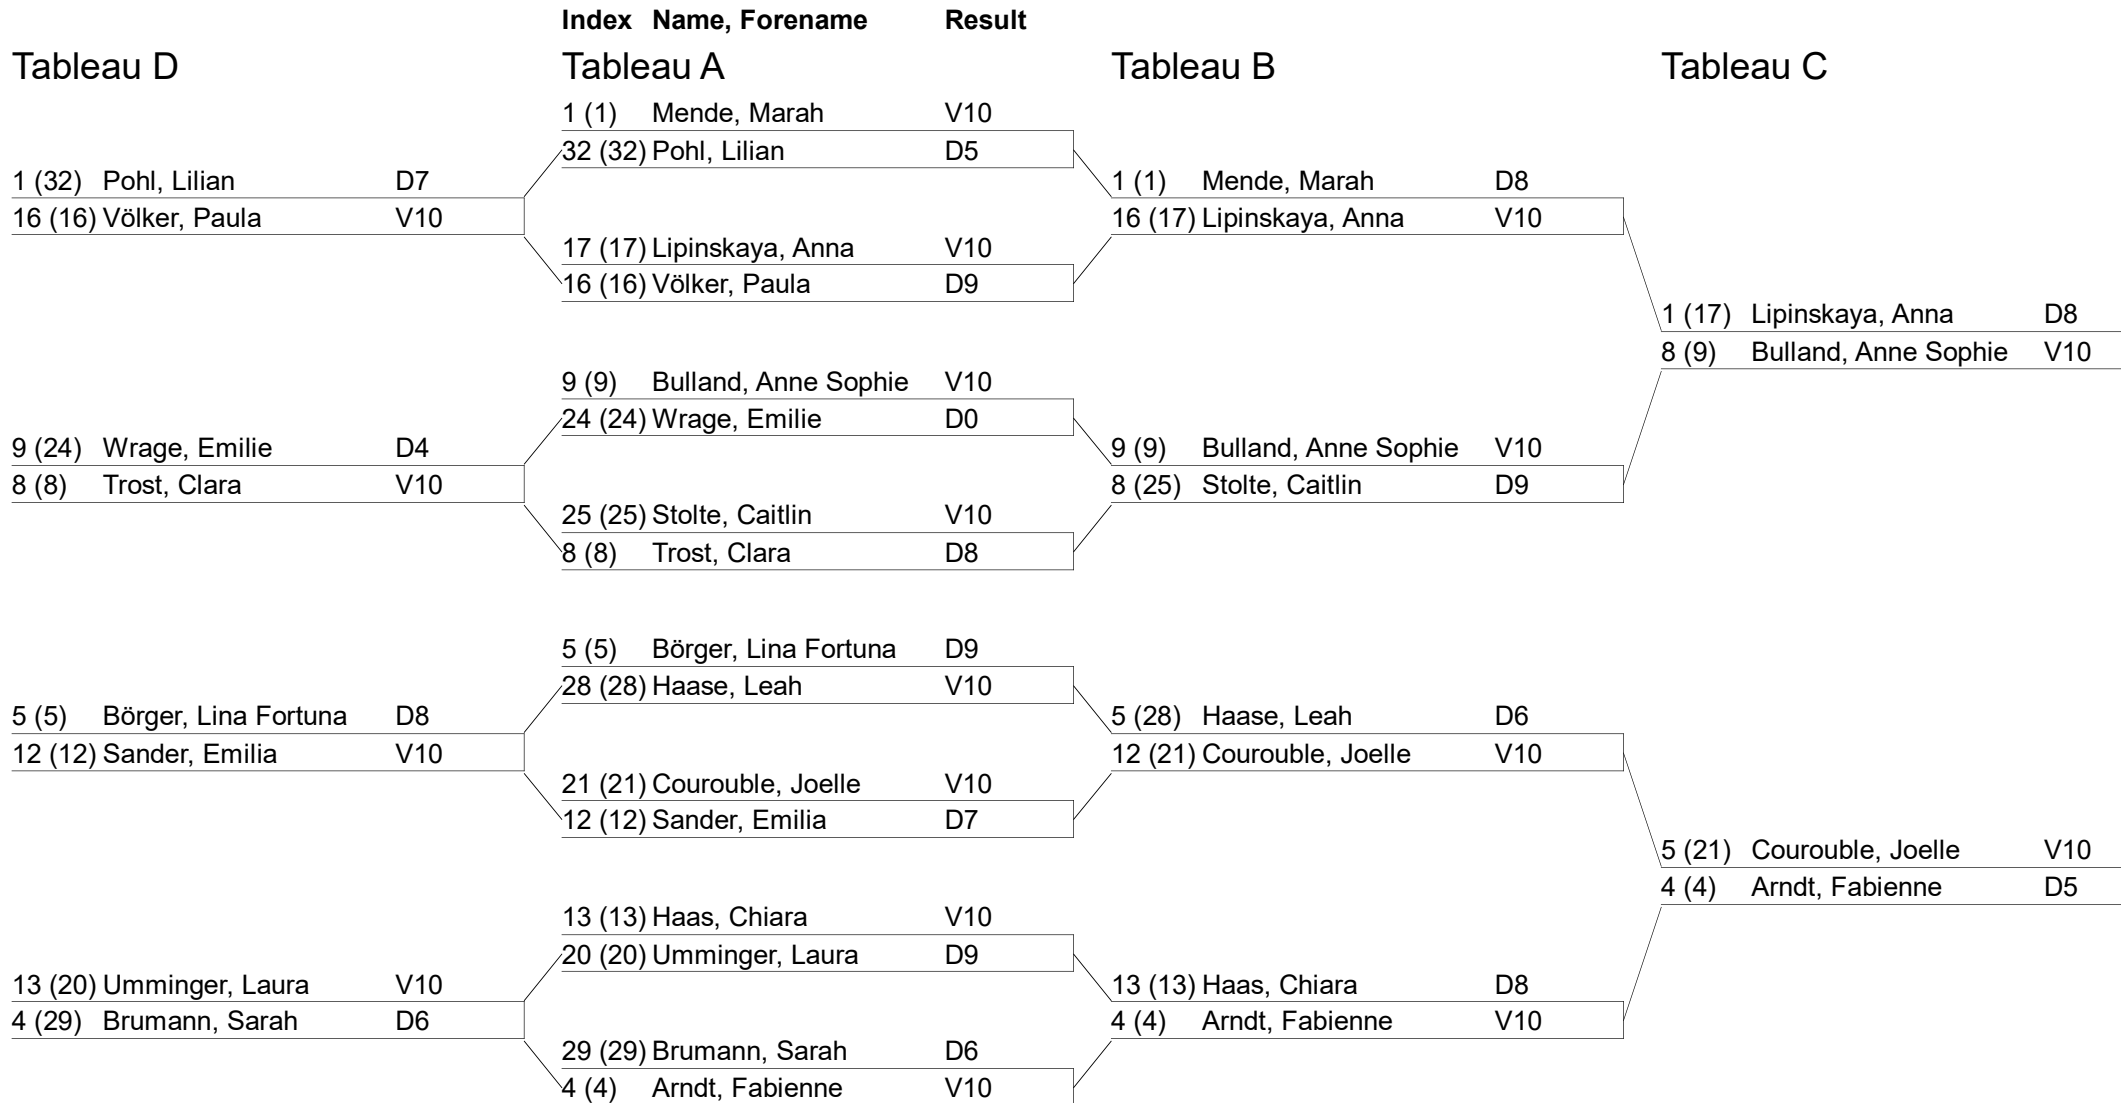 Index Name, Forename Result
Tableau D Tableau A Tableau B Tableau C
1 (1) Mende, Marah V10
32 (32) Pohl, Lilian D5
1 (32) Pohl, Lilian D7 1 (1) Mende, Marah D8
16 (16) Völker, Paula V10 16 (17) Lipinskaya, Anna V10
17 (17) Lipinskaya, Anna V10
16 (16) Völker, Paula D9
1 (17) Lipinskaya, Anna D8
8 (9) Bulland, Anne Sophie V10
9 (9) Bulland, Anne Sophie V10
24 (24) Wrage, Emilie D0
9 (24) Wrage, Emilie D4 9 (9) Bulland, Anne Sophie V10
8 (8) Trost, Clara V10 8 (25) Stolte, Caitlin D9
25 (25) Stolte, Caitlin V10
8 (8) Trost, Clara D8
5 (5) Börger, Lina Fortuna D9
28 (28) Haase, Leah V10
5 (5) Börger, Lina Fortuna D8 5 (28) Haase, Leah D6
12 (12) Sander, Emilia V10 12 (21) Courouble, Joelle V10
21 (21) Courouble, Joelle V10
12 (12) Sander, Emilia D7
5 (21) Courouble, Joelle V10
4 (4) Arndt, Fabienne D5
13 (13) Haas, Chiara V10
20 (20) Umminger, Laura D9
13 (20) Umminger, Laura V10 13 (13) Haas, Chiara D8
4 (29) Brumann, Sarah D6 4 (4) Arndt, Fabienne V10
29 (29) Brumann, Sarah D6
4 (4) Arndt, Fabienne V10